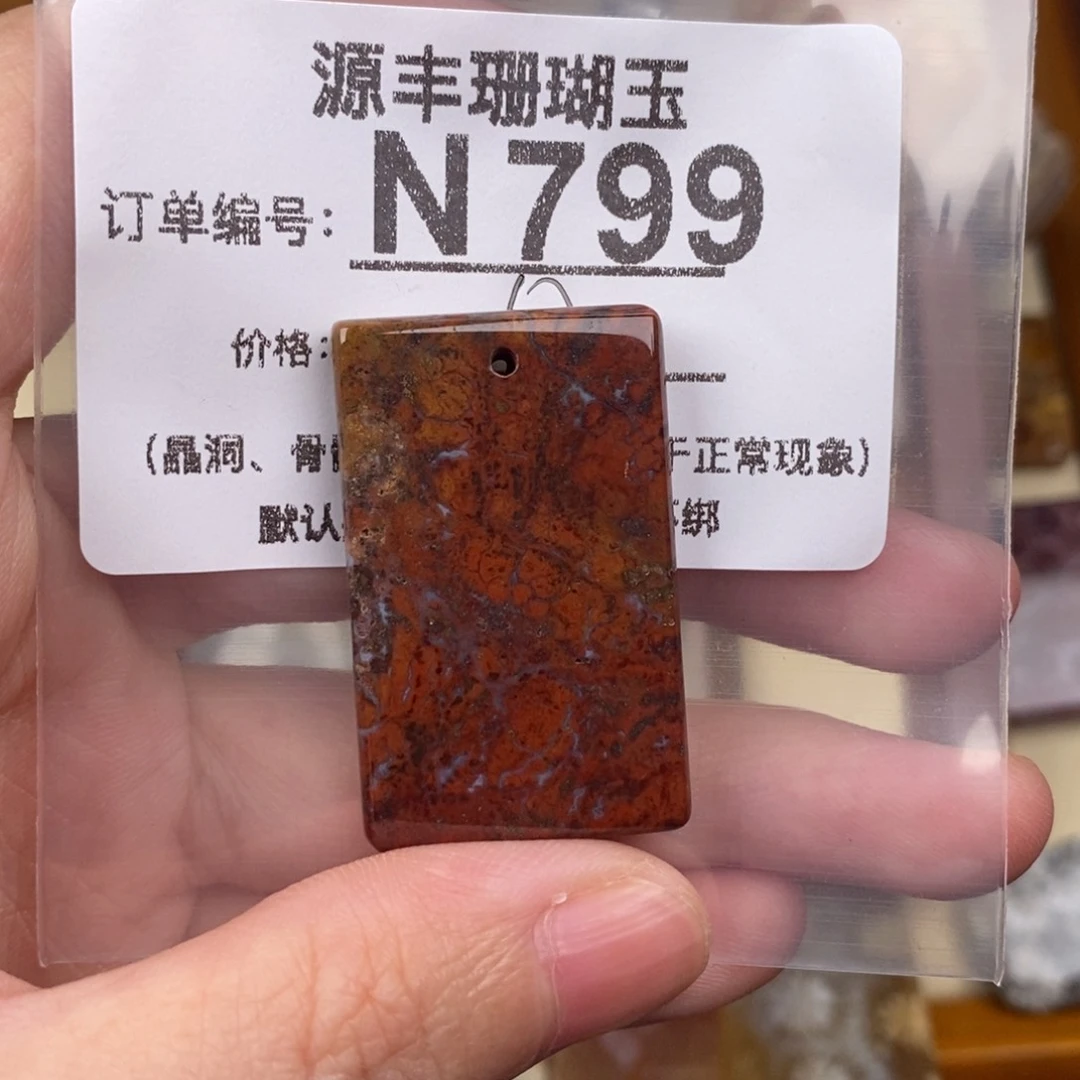 源丰珊瑚玉
订单编号: N799
价格:
(晶洞、骨 于正常现象)
默认 绑